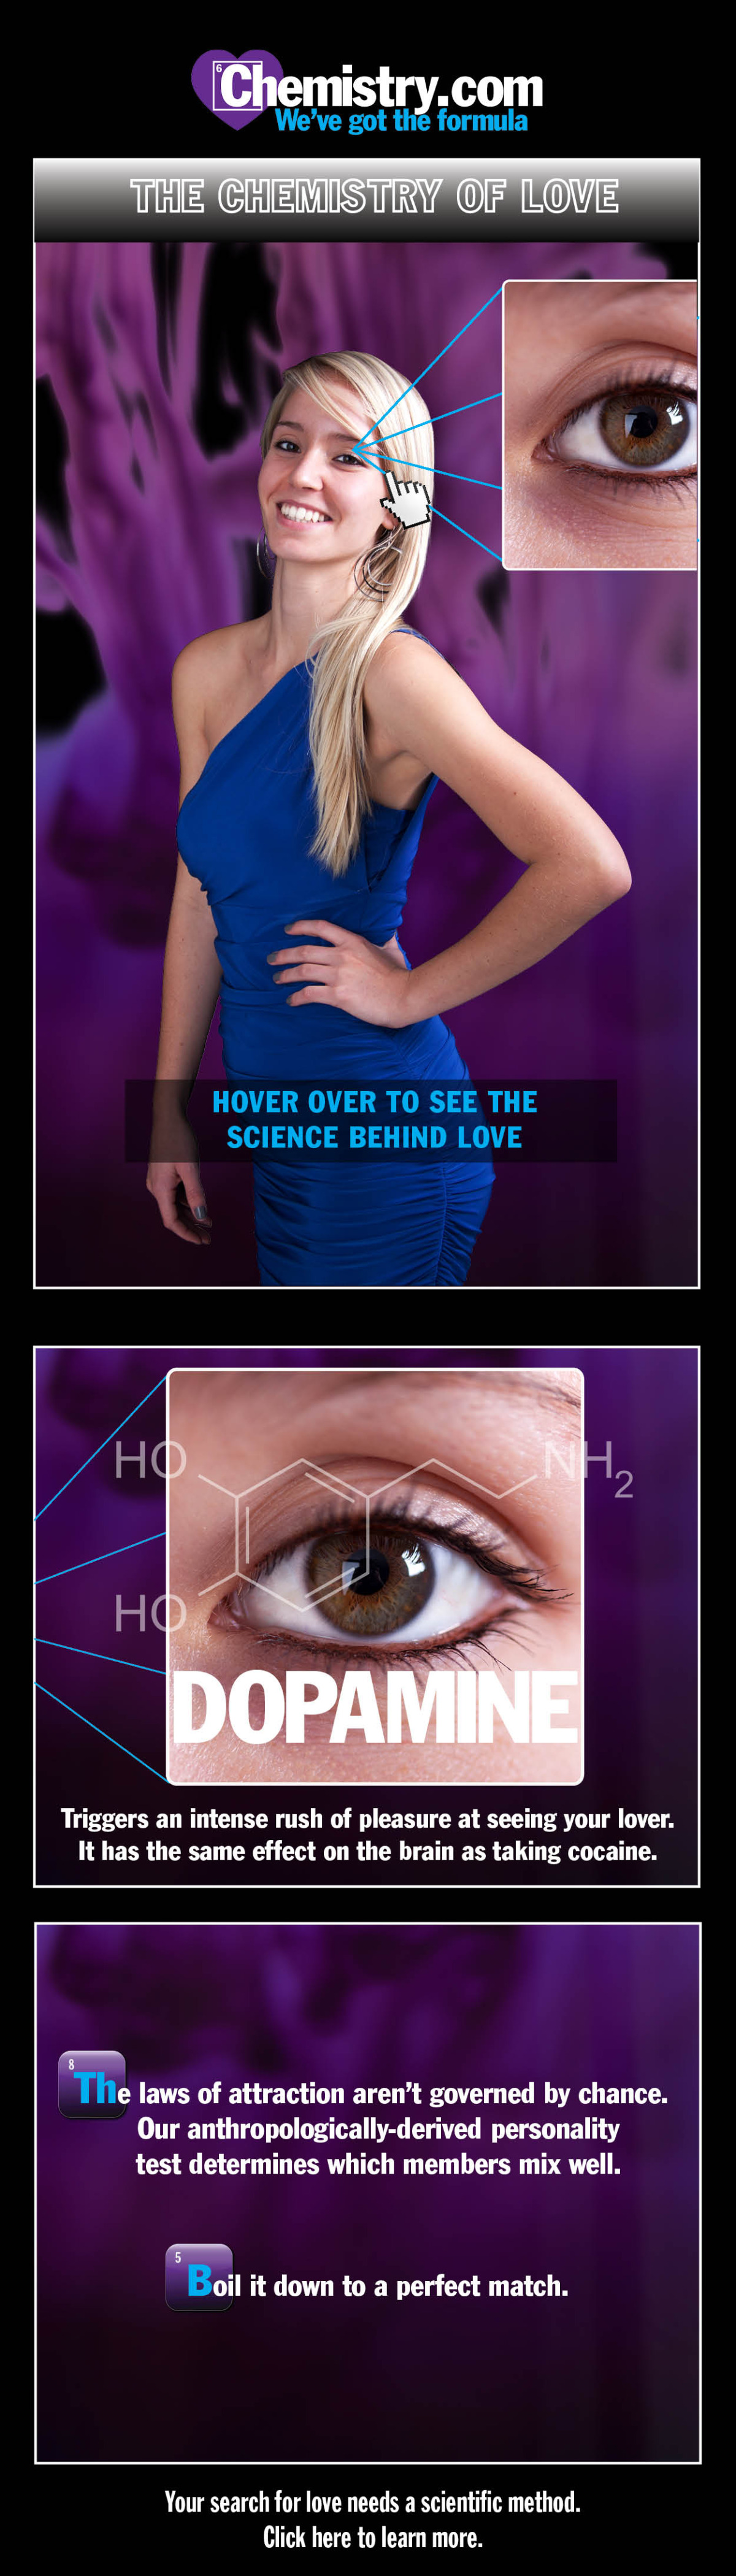 6
Chemistry.com
We've got the formula
THE CHEMISTRY OF LOVE
HOVER OVER TO SEE THE
SCIENCE BEHIND LOVE
HO
NH2
HO
DOPAMINE
Triggers an intense rush of pleasure at seeing your lover.
It has the same effect on the brain as taking cocaine.
8
The laws of attraction aren't governed by chance.
Our anthropologically-derived personality
test determines which members mix well.
5
Boil it down to a perfect match.
Your search for love needs a scientific method.
Click here to learn more.